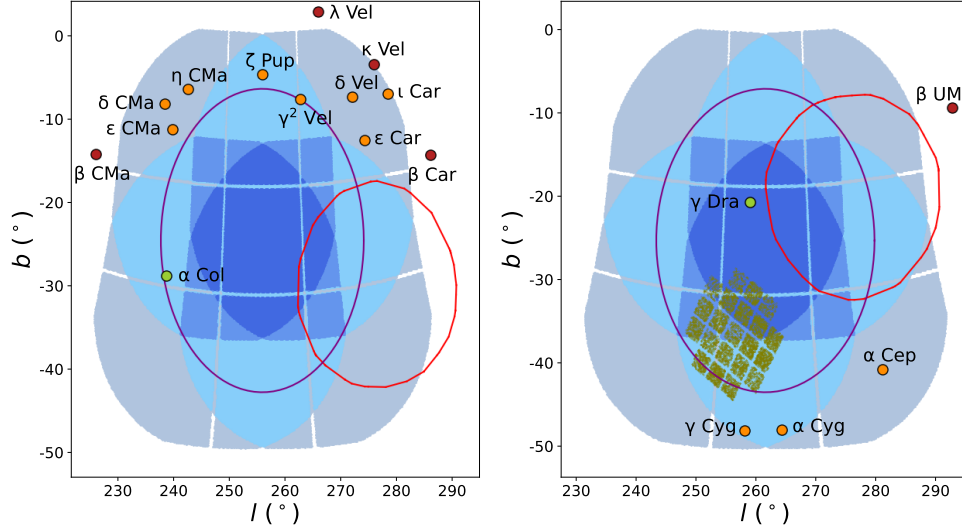 λ Vel
κ Vel
ζ Pup
η CMa
δ Vel
ι Car
δ CMa
γ² Vel
ε CMa
ε Car
β CMa
β Car
α Col
0
-10
-20
-30
-40
-50
b (°)
230
240
250
260
270
280
290
l (°)
β UM
γ Dra
α Cep
γ Cyg
α Cyg
0
-10
-20
-30
-40
-50
b (°)
230
240
250
260
270
280
290
l (°)